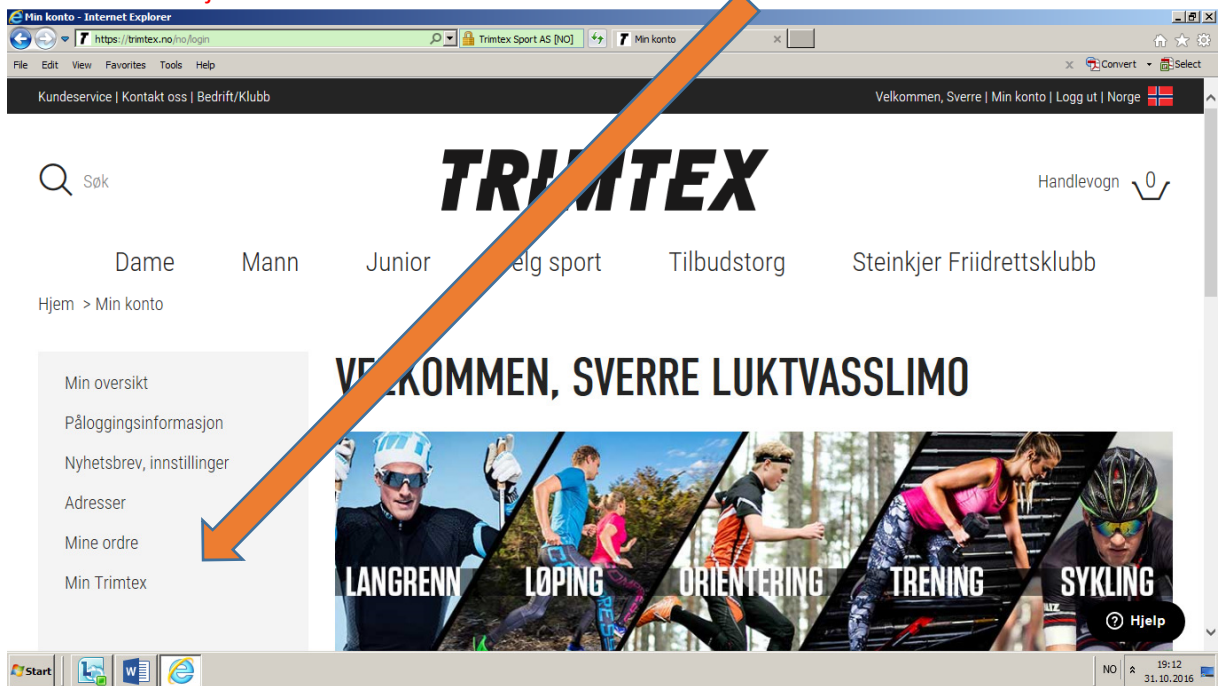 Min konto - Internet Explorer
https://trimtex.no/no/login
Trimtex Sport AS [NO]
Min konto
File Edit View Favorites Tools Help
Convert Select
Kundeservice | Kontakt oss | Bedrift/Klubb
Velkommen, Sverre | Min konto | Logg ut | Norge
Søk
TRIMTEX
Handlevogn 0
Dame Mann Junior elg sport Tilbudstorg Steinkjer Friidrettsklubb
Hjem > Min konto
Min oversikt
Påloggingsinformasjon
Nyhetsbrev, innstillinger
Adresser
Mine ordre
Min Trimtex
VELKOMMEN, SVERRE LUKTVASSLIMO
LANGRENN LØPING ORIENTERING TRENING SYKLING
Hjelp
Start
NO 19:12
31.10.2016